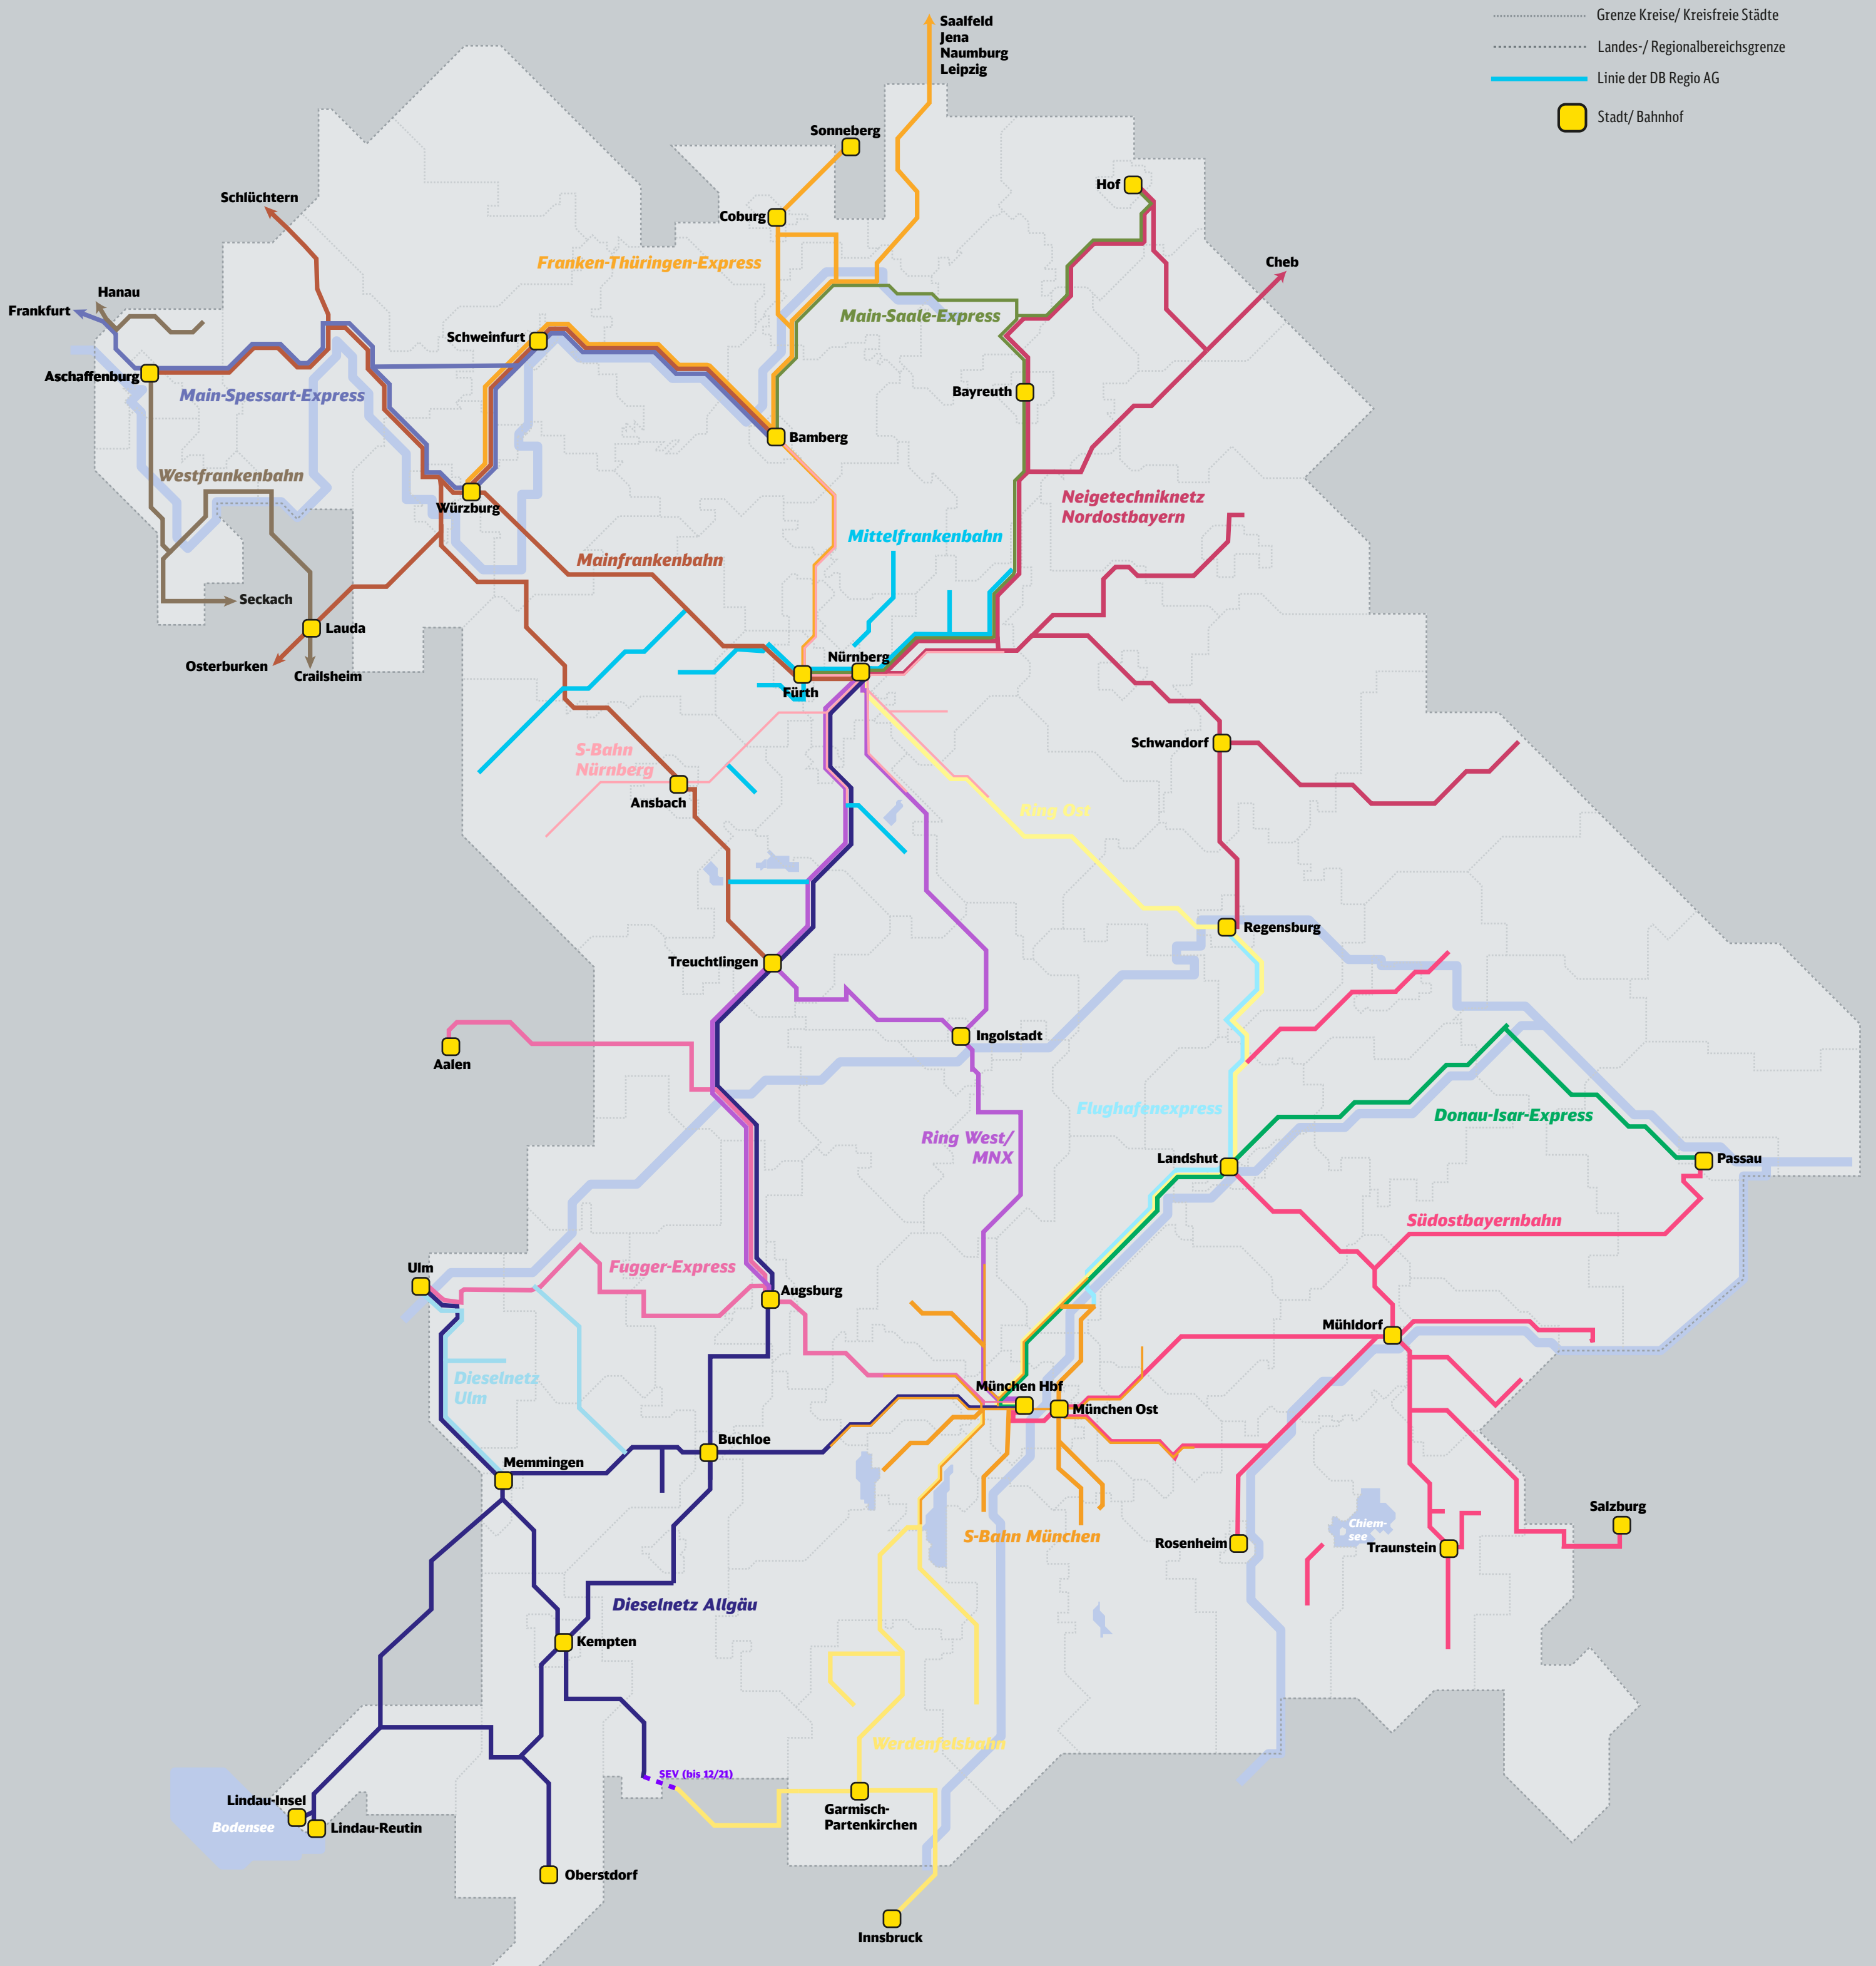 Grenze Kreise/ Kreisfreie Städte
Landes-/ Regionalbereichsgrenze
Linie der DB Regio AG
Stadt/ Bahnhof
Saalfeld
Jena
Naumburg
Leipzig
Sonneberg
Hof
Schlüchtern
Coburg
Franken-Thüringen-Express
Cheb
Hanau
Frankfurt
Main-Saale-Express
Schweinfurt
Aschaffenburg
Main-Spessart-Express
Bayreuth
Bamberg
Westfrankenbahn
Würzburg
Neigetechniknetz
Nordostbayern
Mittelfrankenbahn
Mainfrankenbahn
Seckach
Lauda
Osterburken
Crailsheim
Nürnberg
Fürth
Schwandorf
S-Bahn
Nürnberg
Ansbach
Ring Ost
Regensburg
Treuchtlingen
Ingolstadt
Aalen
Flughafenexpress
Donau-Isar-Express
Ring West/
MNX
Landshut
Passau
Südostbayernbahn
Ulm
Fugger-Express
Augsburg
Mühldorf
Dieselnetz
Ulm
München Hbf
München Ost
Buchloe
Memmingen
Salzburg
S-Bahn München
Chiem-
see
Rosenheim
Traunstein
Dieselnetz Allgäu
Kempten
Werdenfelsbahn
SEV (bis 12/21)
Lindau-Insel
Bodensee
Lindau-Reutin
Garmisch-
Partenkirchen
Oberstdorf
Innsbruck